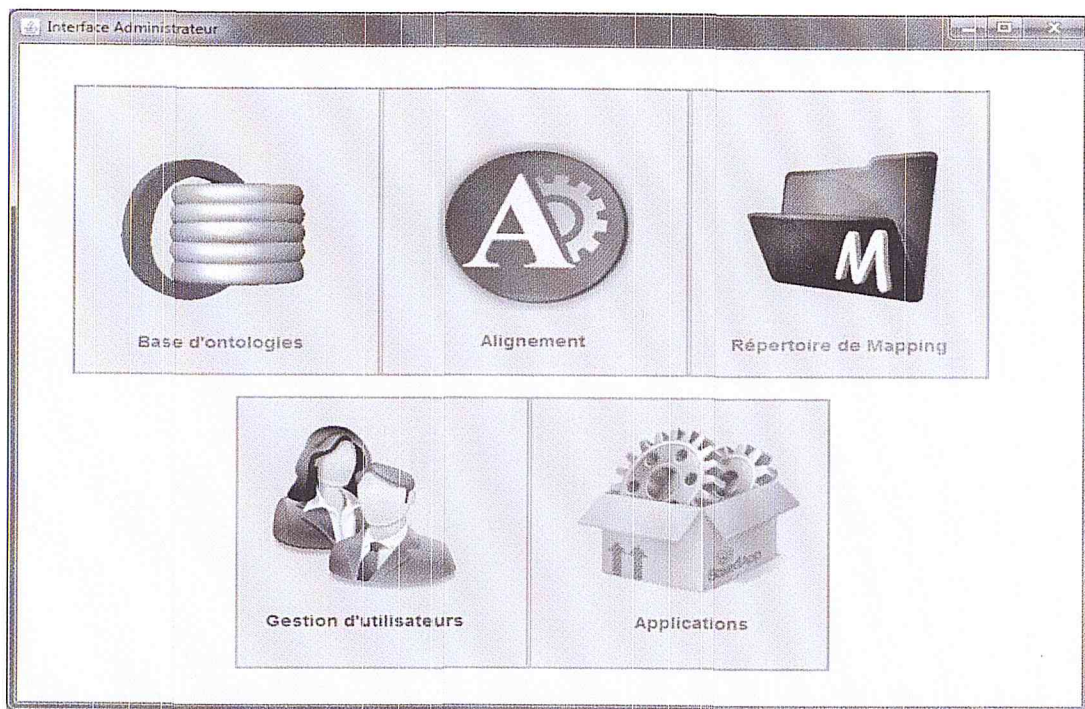 Interface Administrateur
A
M
Base d'ontologies
Alignement
Répertoire de Mapping
Gestion d'utilisateurs
Applications